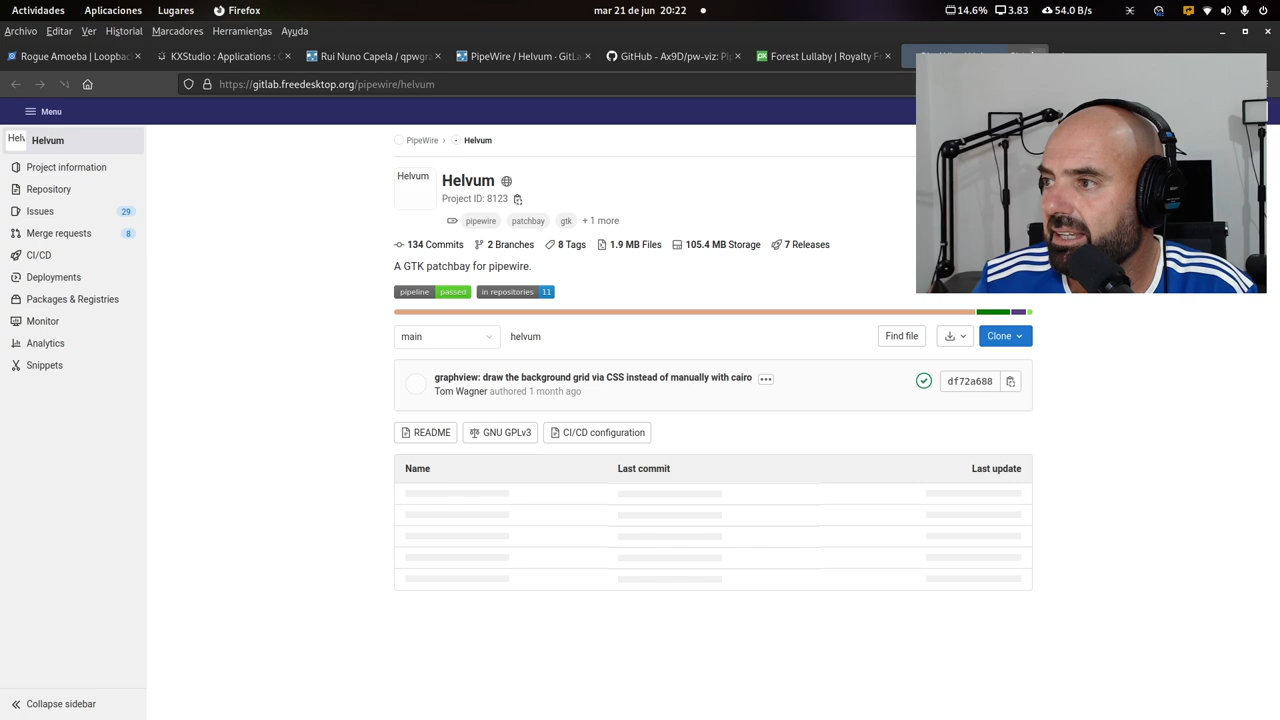 Actividades Aplicaciones Lugares Firefox mar 21 de jun 20:22 14.6% 3.83 54.0 B/s
Archivo Editar Ver Historial Marcadores Herramientas Ayuda
Rogue Amoeba | Loopback KXStudio : Applications : C Rui Nuno Capela / qpwgra PipeWire / Helvum · GitLa GitHub - Ax9D/pw-viz: Pi Forest Lullaby | Royalty Fr
https://gitlab.freedesktop.org/pipewire/helvum
Menu
Helv Helvum
PipeWire › Helvum
Project information
Repository
Issues 29
Merge requests 8
CI/CD
Deployments
Packages & Registries
Monitor
Analytics
Snippets
Collapse sidebar
Helvum Helvum
Project ID: 8123
pipewire patchbay gtk + 1 more
134 Commits 2 Branches 8 Tags 1.9 MB Files 105.4 MB Storage 7 Releases
A GTK patchbay for pipewire.
pipeline passed in repositories 11
main helvum Find file Clone
graphview: draw the background grid via CSS instead of manually with cairo
Tom Wagner authored 1 month ago df72a688
README GNU GPLv3 CI/CD configuration
Name Last commit Last update